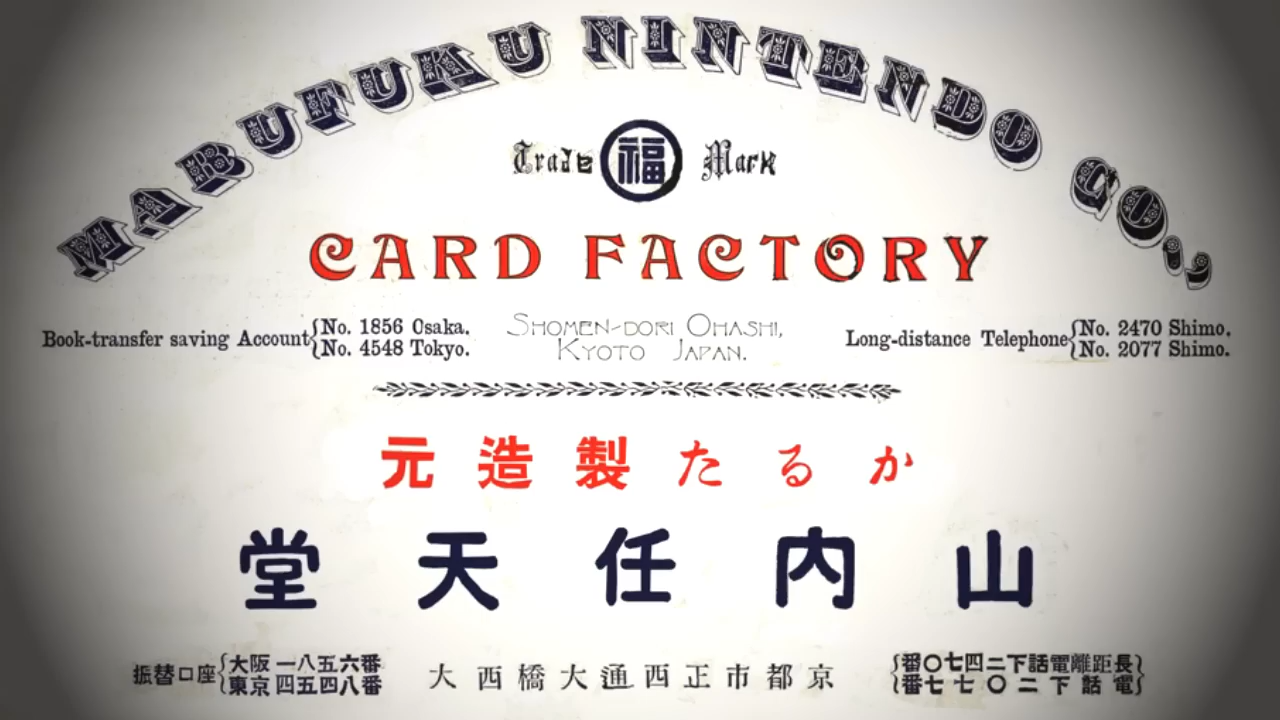 MARUFUKU NINTENDO CO.,
Trade 福 Mark
CARD FACTORY
Book-transfer saving Account {No. 1856 Osaka.
No. 4548 Tokyo.
SHOMEN-DORI OHASHI,
KYOTO JAPAN.
Long-distance Telephone {No. 2470 Shimo.
No. 2077 Shimo.
かるた製造元
山内任天堂
長距離電話下二四七〇番
電話下二〇七七番
京都市正西通大橋西大
振替口座{大阪一八五六番
東京四五四八番